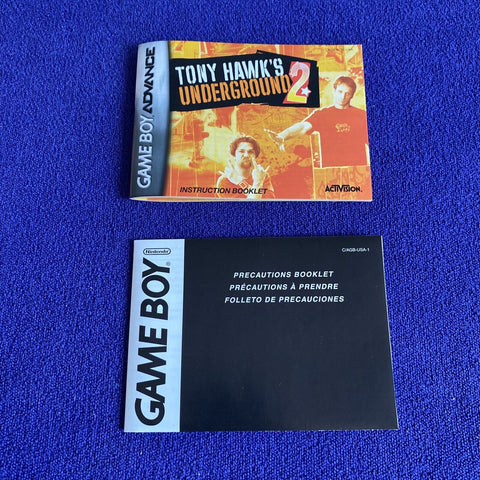 GAME BOY ADVANCE
TONY HAWK'S
UNDERGROUND 2
INSTRUCTION BOOKLET
ACTIVISION.
Nintendo
GAME BOY®
C/AGB-USA-1
PRECAUTIONS BOOKLET
PRÉCAUTIONS À PRENDRE
FOLLETO DE PRECAUCIONES